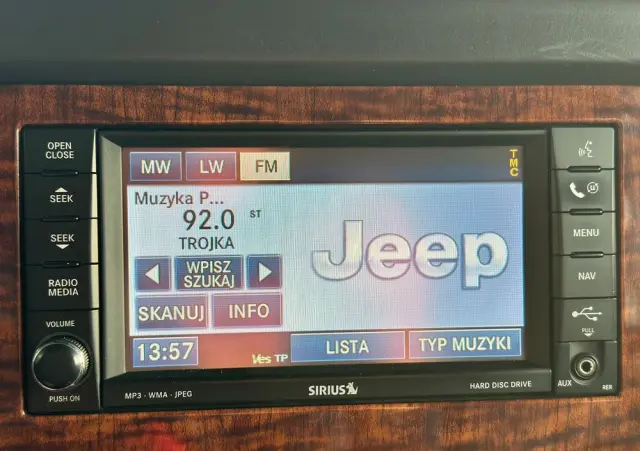 OPEN
CLOSE
SEEK
SEEK
RADIO
MEDIA
VOLUME
PUSH ON
MW LW FM
TMC
Muzyka P...
92.0 ST
TROJKA
WPISZ
SZUKAJ
SKANUJ INFO
Jeep
13:57
TP
LISTA
TYP MUZYKI
MP3 · WMA · JPEG
SIRIUS
HARD DISC DRIVE
MENU
NAV
PULL
AUX
RER